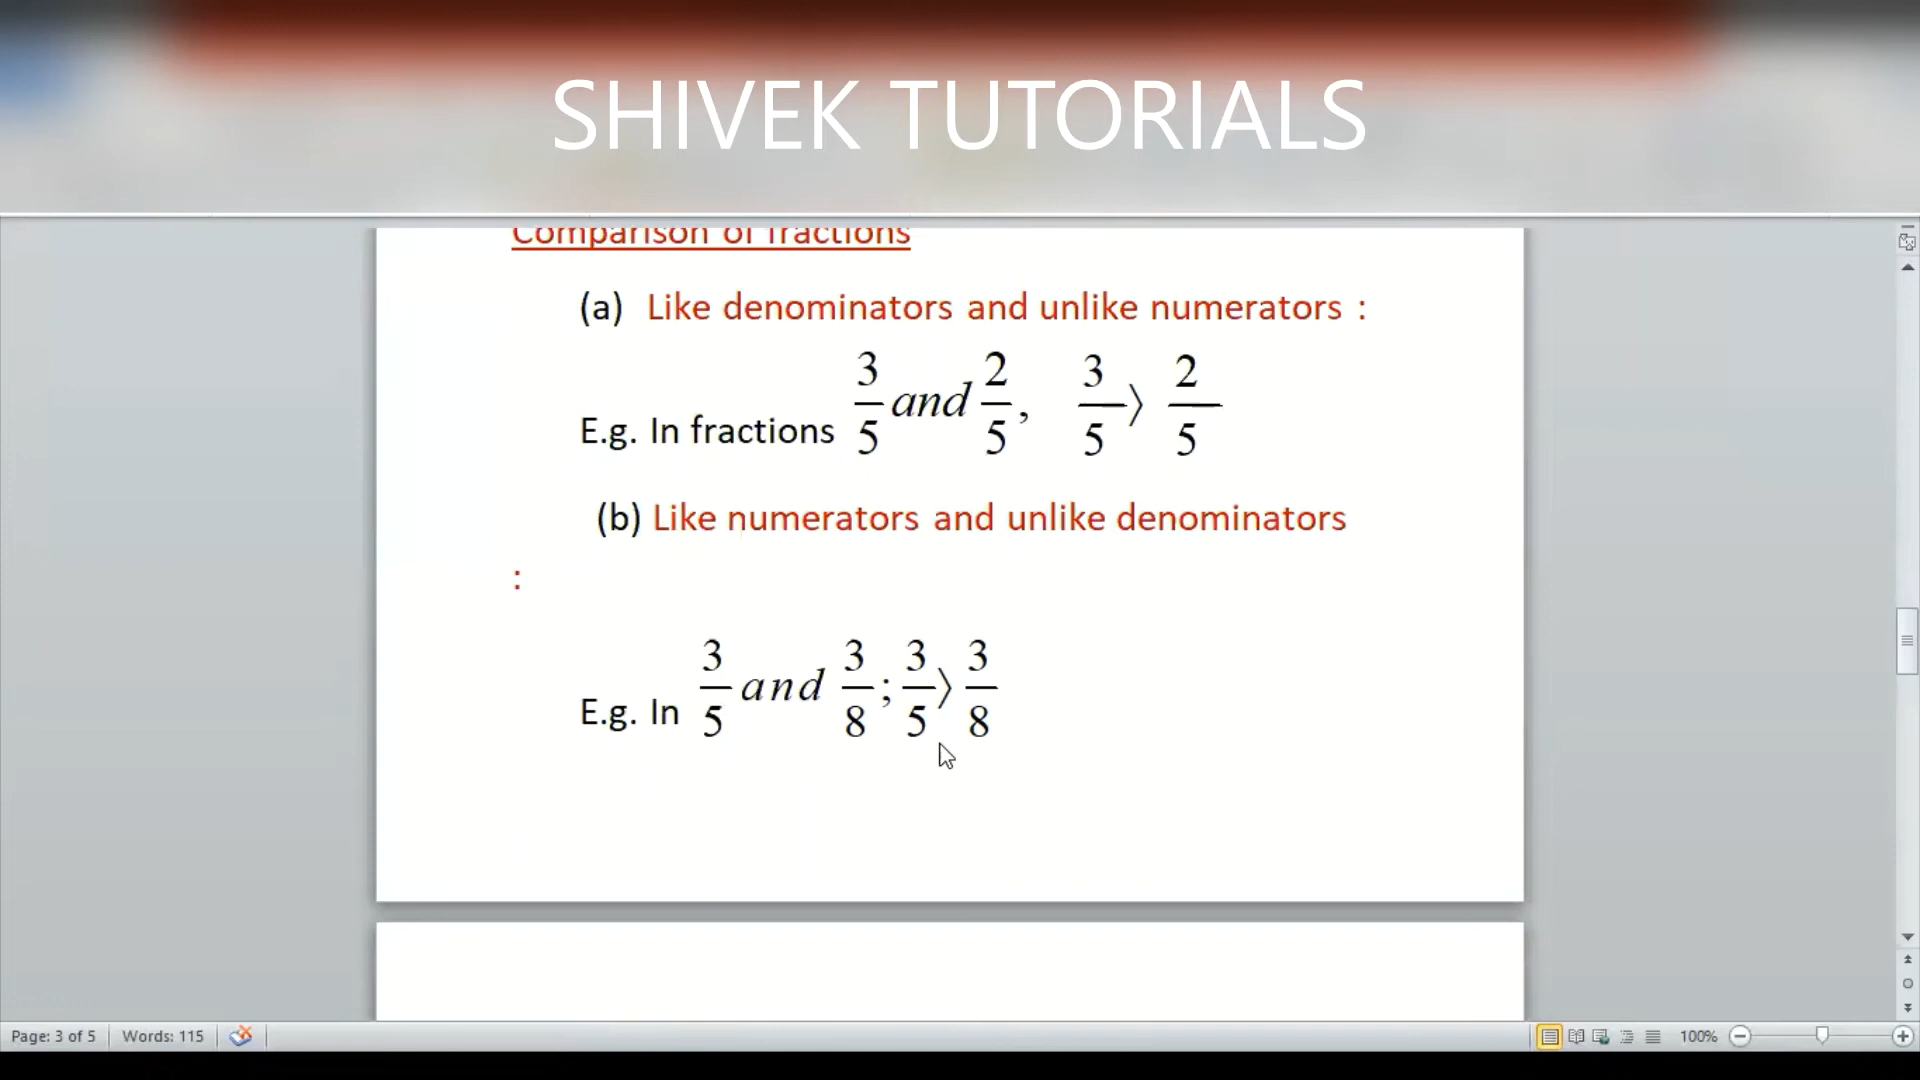 SHIVEK TUTORIALS
Comparison of fractions
(a) Like denominators and unlike numerators :
E.g. In fractions 3/5 and 2/5, 3/5 〉 2/5
(b) Like numerators and unlike denominators
:
E.g. In 3/5 and 3/8 ; 3/5 〉 3/8
Page: 3 of 5 Words: 115 100%